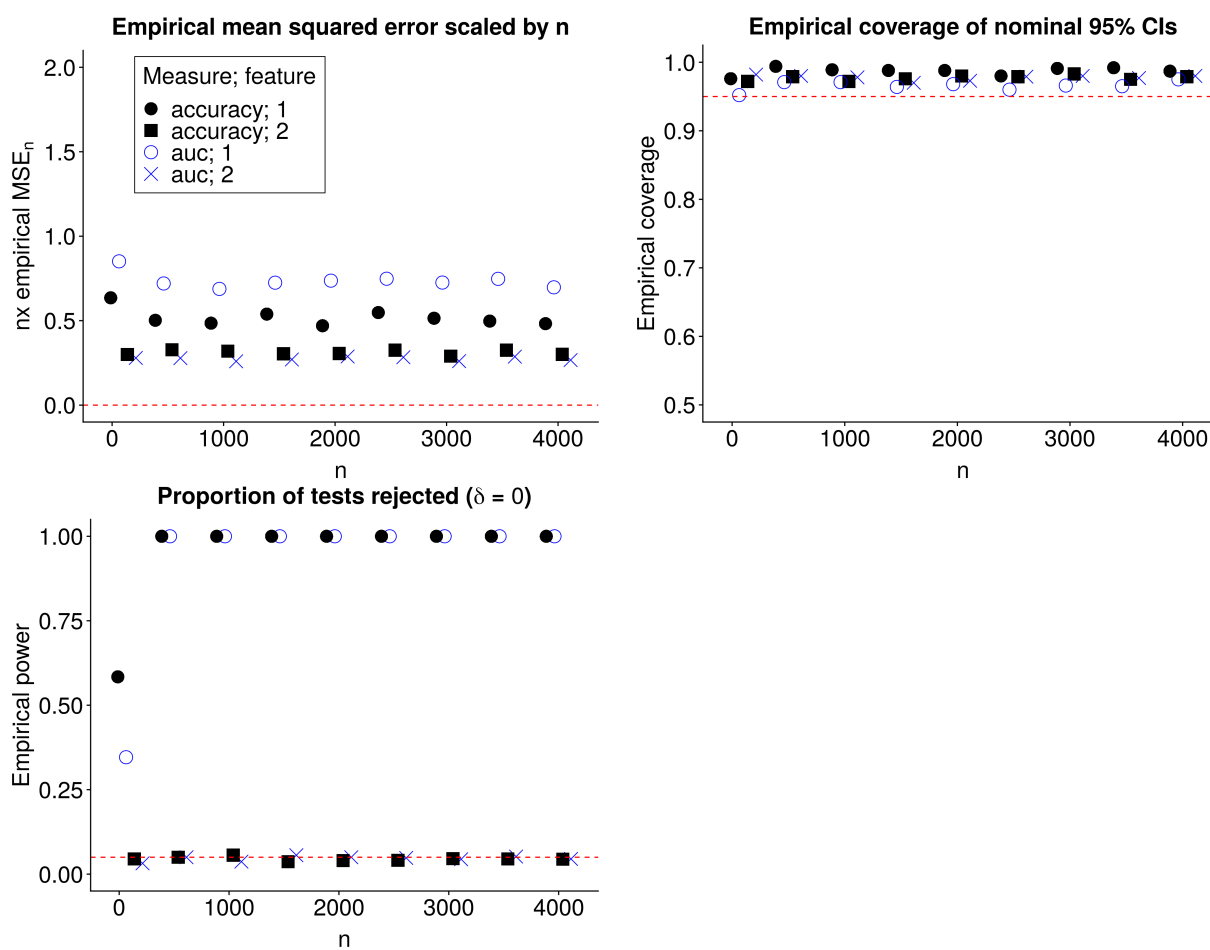 Empirical mean squared error scaled by n
Measure; feature
accuracy; 1
accuracy; 2
auc; 1
auc; 2
nx empirical MSEn
2.0
1.5
1.0
0.5
0.0
0 1000 2000 3000 4000
n
Empirical coverage of nominal 95% CIs
Empirical coverage
1.0
0.9
0.8
0.7
0.6
0.5
0 1000 2000 3000 4000
n
Proportion of tests rejected (δ = 0)
Empirical power
1.00
0.75
0.50
0.25
0.00
0 1000 2000 3000 4000
n